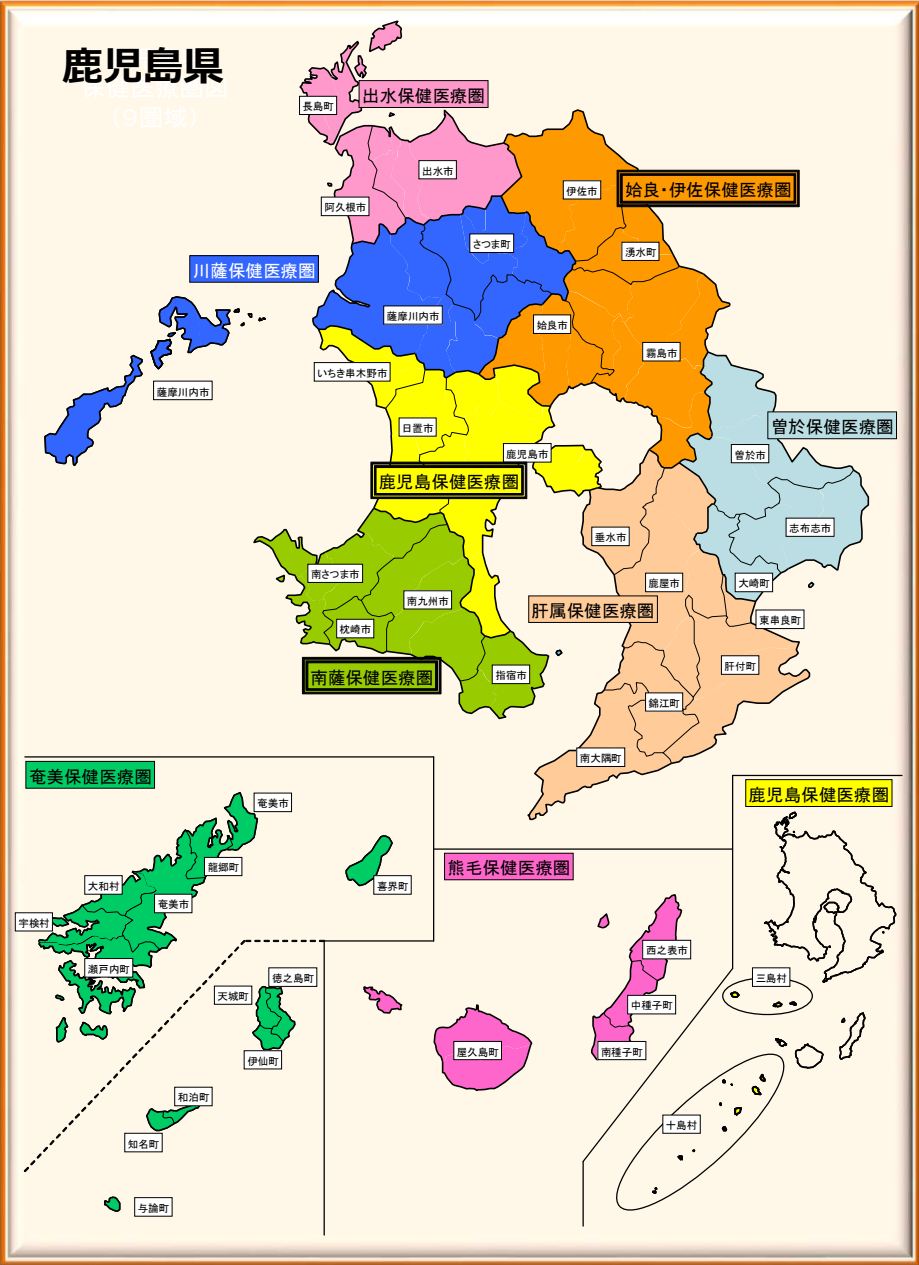 鹿児島県
保健医療圏図
(9圏域)
長島町
出水保健医療圏
出水市
阿久根市
伊佐市
姶良・伊佐保健医療圏
さつま町
湧水町
川薩保健医療圏
薩摩川内市
姶良市
霧島市
いちき串木野市
薩摩川内市
日置市
曽於保健医療圏
鹿児島市
曽於市
鹿児島保健医療圏
志布志市
垂水市
南さつま市
鹿屋市
大崎町
南九州市
肝属保健医療圏
東串良町
枕崎市
肝付町
南薩保健医療圏
指宿市
錦江町
南大隅町
奄美保健医療圏
鹿児島保健医療圏
奄美市
龍郷町
熊毛保健医療圏
大和村
喜界町
奄美市
宇検村
西之表市
瀬戸内町
徳之島町
三島村
天城町
中種子町
屋久島町
南種子町
伊仙町
和泊町
十島村
知名町
与論町